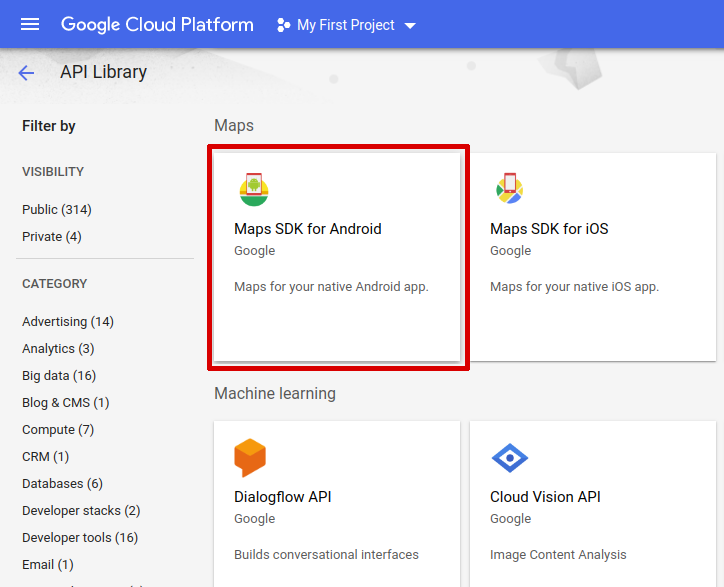 Google Cloud Platform My First Project
API Library
Filter by
VISIBILITY
Public (314)
Private (4)
CATEGORY
Advertising (14)
Analytics (3)
Big data (16)
Blog & CMS (1)
Compute (7)
CRM (1)
Databases (6)
Developer stacks (2)
Developer tools (16)
Email (1)
Maps
Maps SDK for Android
Google
Maps for your native Android app.
Maps SDK for iOS
Google
Maps for your native iOS app.
Machine learning
Dialogflow API
Google
Builds conversational interfaces
Cloud Vision API
Google
Image Content Analysis